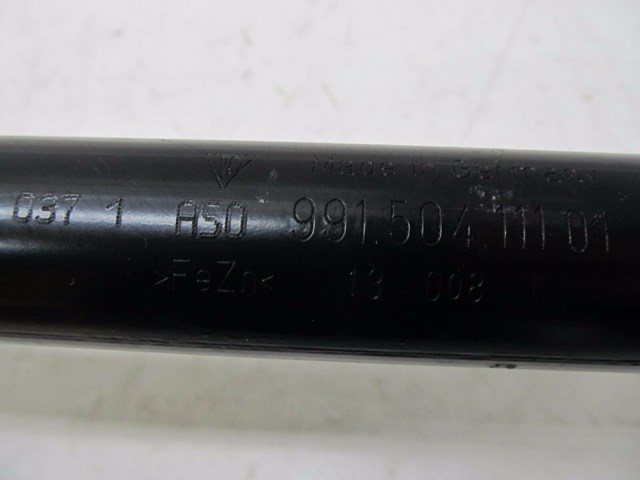 Made in Germany
037 1 ASO 991.504.111 01
>FeZn< 13 008